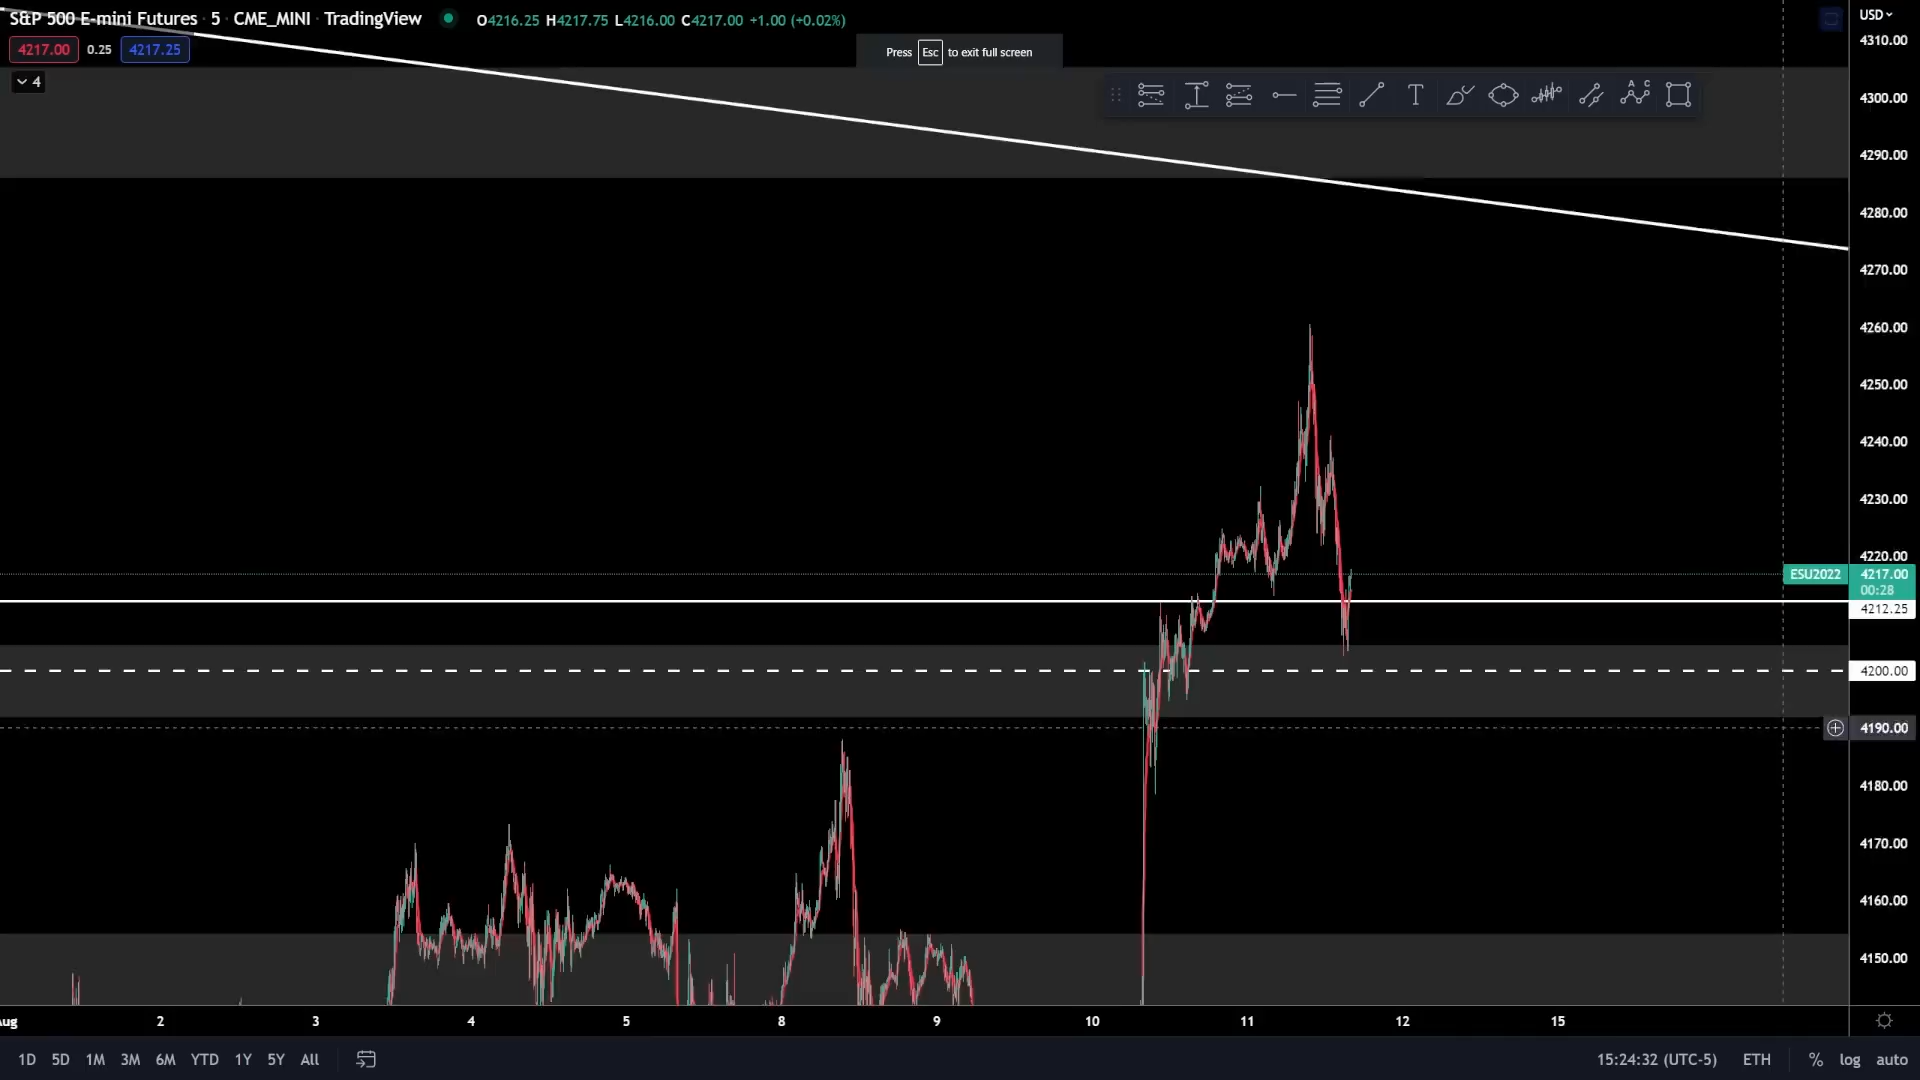 S&P 500 E-mini Futures · 5 · CME_MINI · TradingView O4216.25 H4217.75 L4216.00 C4217.00 +1.00 (+0.02%)
4217.00 0.25 4217.25
4
Press Esc to exit full screen
T A C
USD
4310.00
4300.00
4290.00
4280.00
4270.00
4260.00
4250.00
4240.00
4230.00
4220.00
ESU2022 4217.00
00:28
4212.25
4200.00
4190.00
4180.00
4170.00
4160.00
4150.00
Aug 2 3 4 5 8 9 10 11 12 15
1D 5D 1M 3M 6M YTD 1Y 5Y All 15:24:32 (UTC-5) ETH % log auto